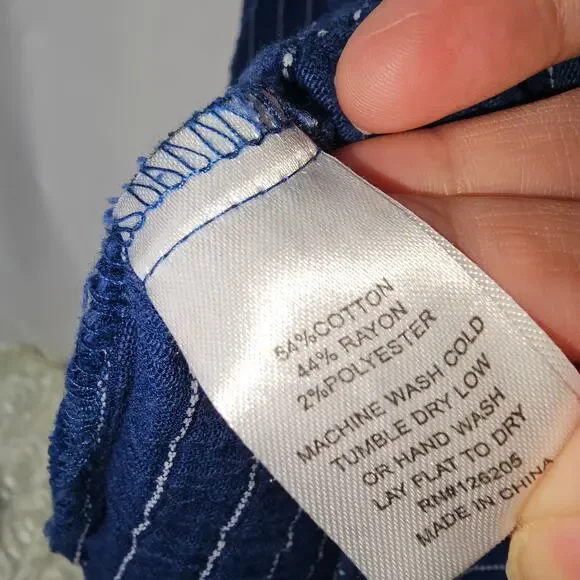 54%COTTON
44% RAYON
2%POLYESTER
MACHINE WASH COLD
TUMBLE DRY LOW
OR HAND WASH
LAY FLAT TO DRY
RN#126205
MADE IN CHINA